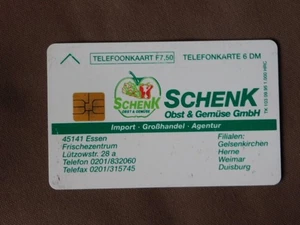 TELEFOONKAART F7,50 TELEFONKARTE 6 DM
SCHENK
OBST & GEMÜSE
SCHENK
Obst & Gemüse GmbH
Import · Großhandel · Agentur
45141 Essen
Frischezentrum
Lützowstr. 28 a
Telefon 0201/832060
Telefax 0201/315745
Filialen:
Gelsenkirchen
Herne
Weimar
Duisburg